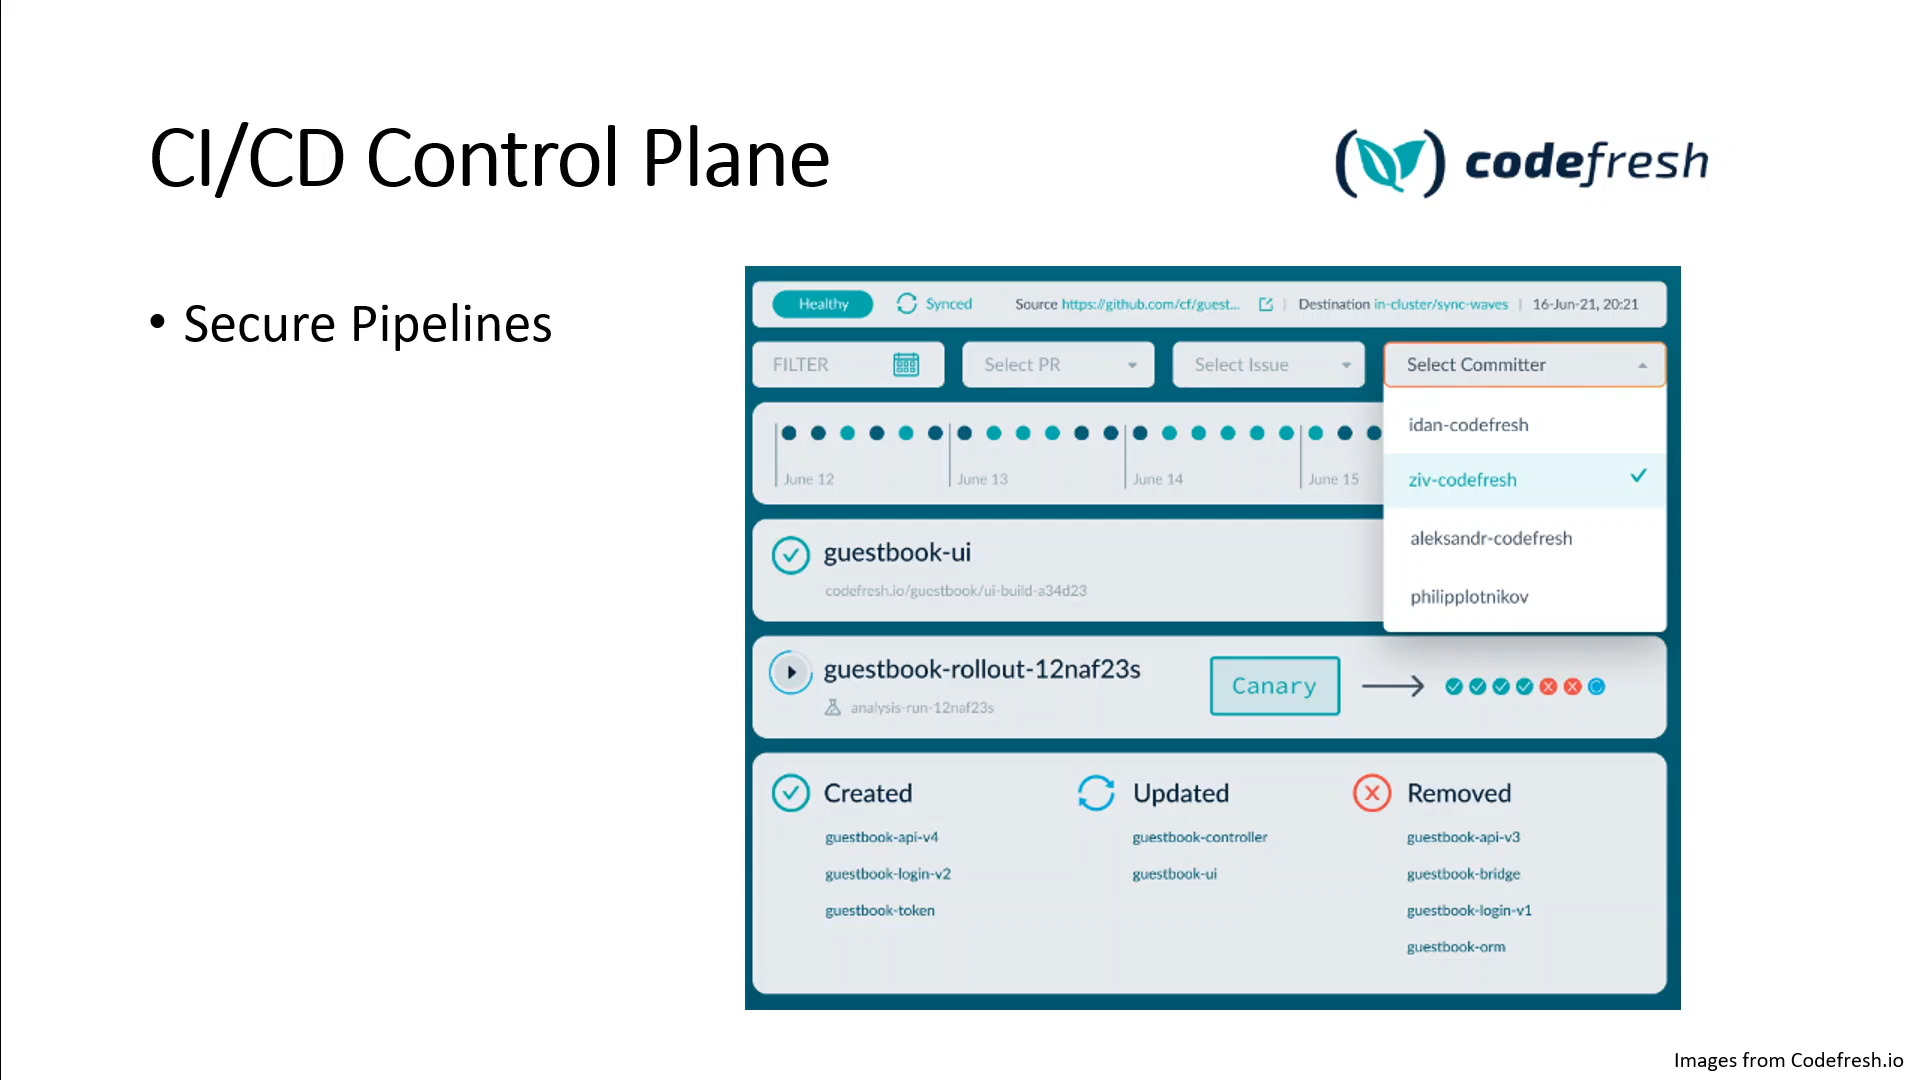 CI/CD Control Plane
codefresh
• Secure Pipelines
Healthy Synced Source https://github.com/cf/guest... | Destination in-cluster/sync-waves | 16-Jun-21, 20:21
FILTER Select PR Select Issue Select Committer
idan-codefresh
ziv-codefresh
aleksandr-codefresh
philipplotnikov
June 12 June 13 June 14 June 15
guestbook-ui
codefresh.io/guestbook/ui-build-a34d23
guestbook-rollout-12naf23s
analysis-run-12naf23s
Canary
Created
guestbook-api-v4
guestbook-login-v2
guestbook-token
Updated
guestbook-controller
guestbook-ui
Removed
guestbook-api-v3
guestbook-bridge
guestbook-login-v1
guestbook-orm
Images from Codefresh.io